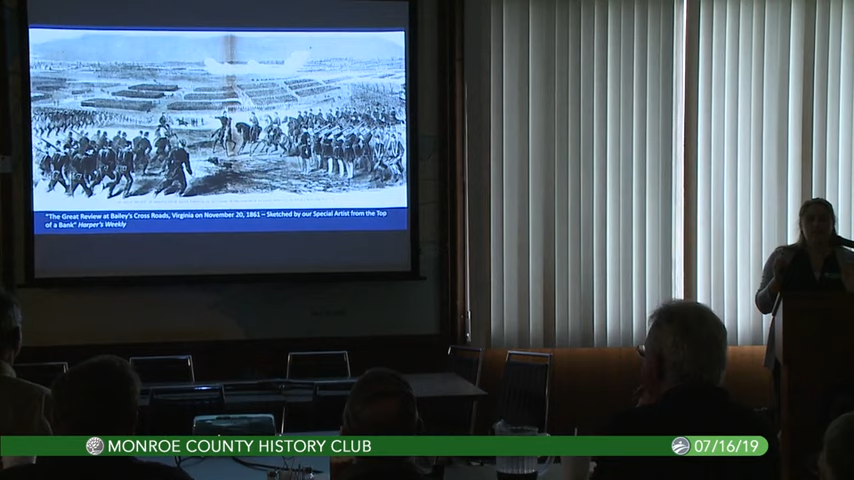 "The Great Review at Bailey's Cross Roads, Virginia on November 20, 1861 – Sketched by our Special Artist from the Top
of a Bank" Harper's Weekly
MONROE COUNTY HISTORY CLUB
07/16/19